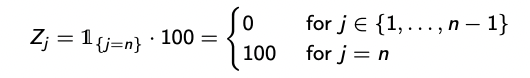 Z_j = 𝟙_{{j=n}} · 100 = { 0 for j ∈ {1, . . . , n − 1}
100 for j = n